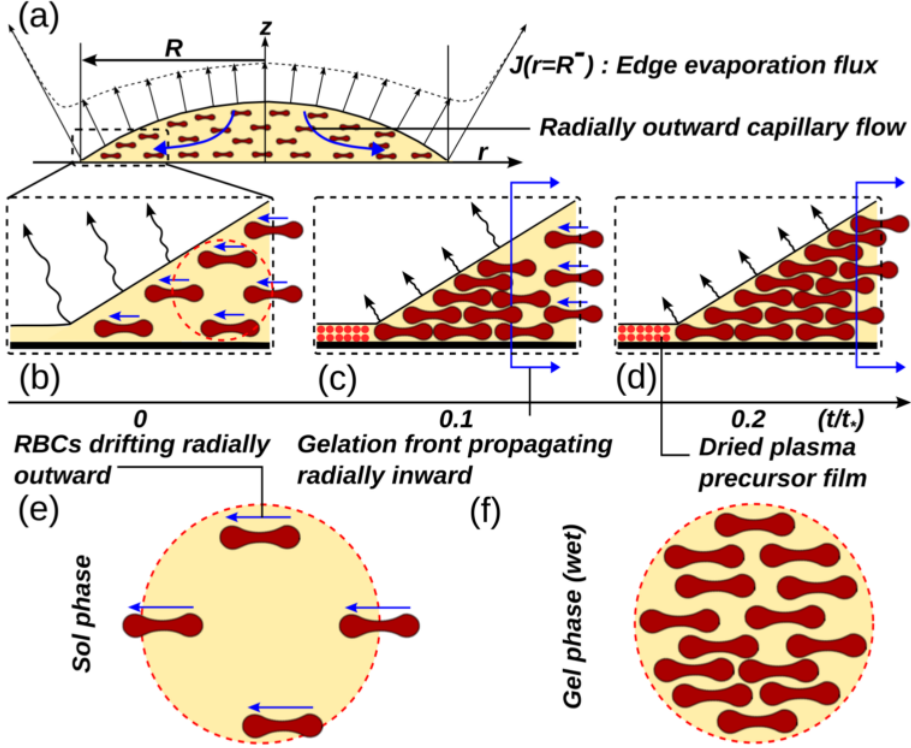 (a)
z
R
J(r=R⁻) : Edge evaporation flux
Radially outward capillary flow
r
(b)
(c)
(d)
0
0.1
0.2
(t/t*)
RBCs drifting radially
outward
Gelation front propagating
radially inward
Dried plasma
precursor film
(e)
(f)
Sol phase
Gel phase (wet)